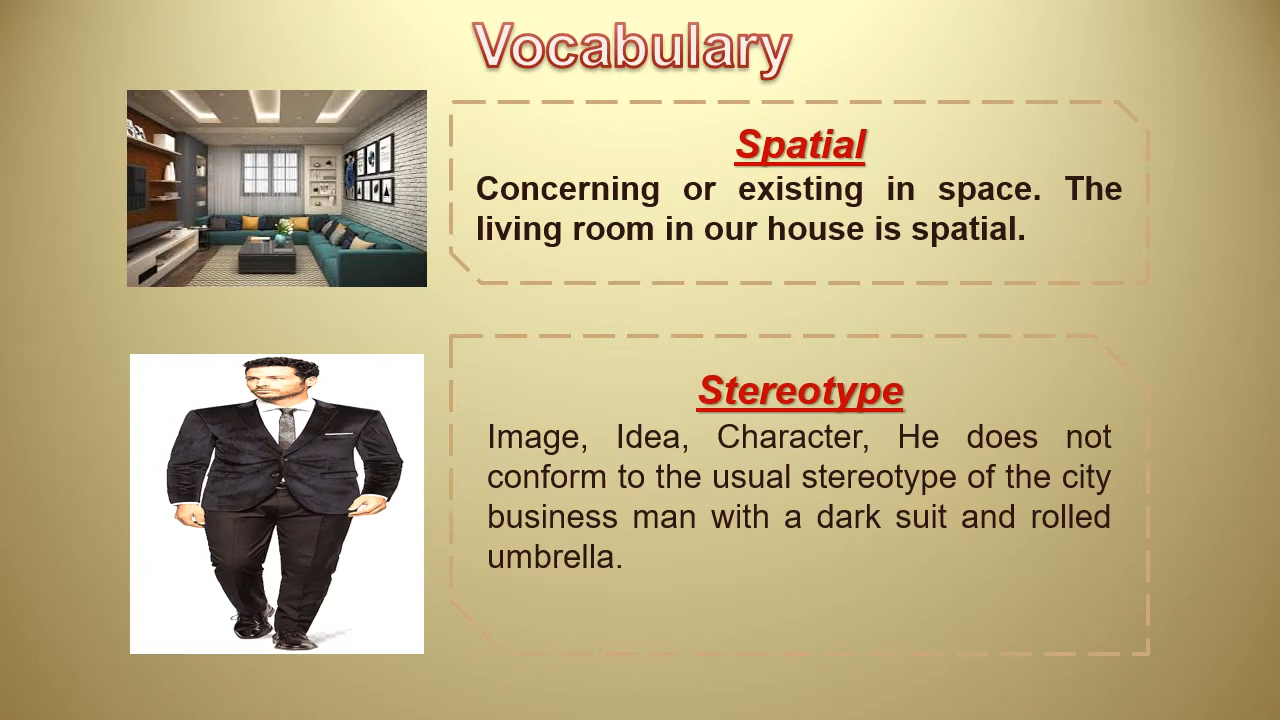 Vocabulary
Spatial
Concerning or existing in space. The
living room in our house is spatial.
Stereotype
Image, Idea, Character, He does not
conform to the usual stereotype of the city
business man with a dark suit and rolled
umbrella.